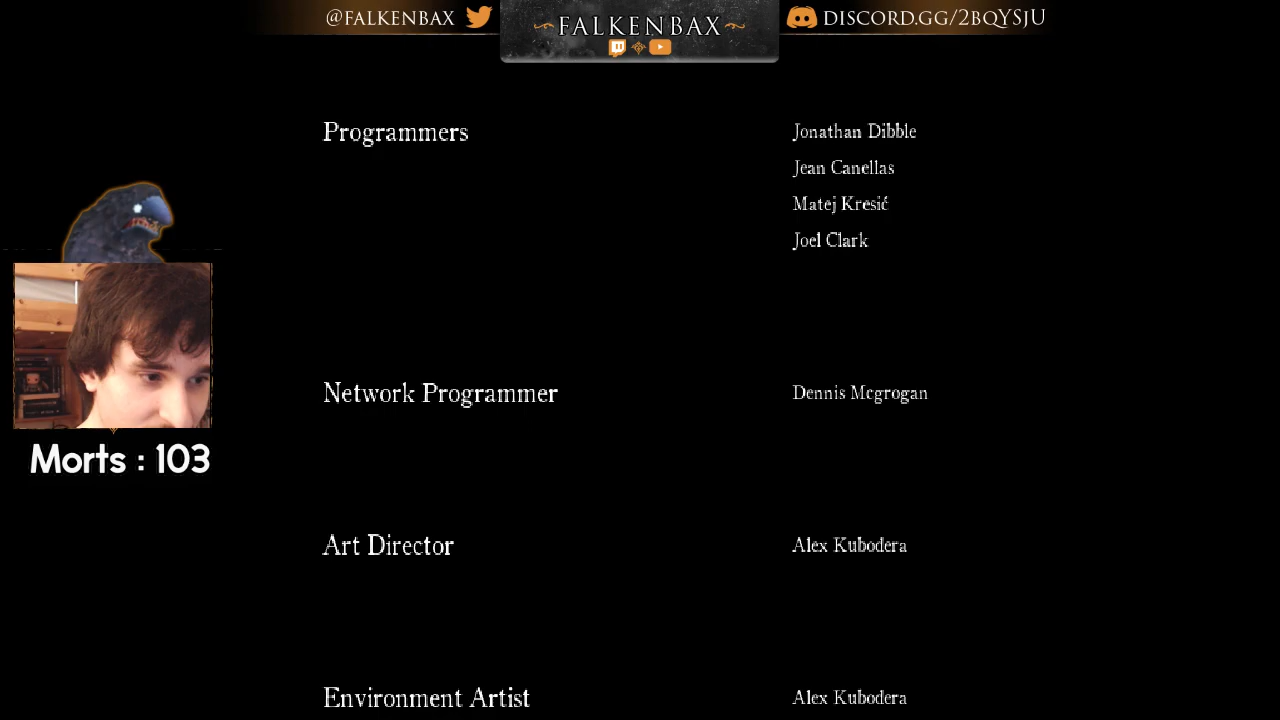 @FALKENBAX
FALKENBAX
DISCORD.GG/2BQYSJU
Programmers
Jonathan Dibble
Jean Canellas
Matej Kresić
Joel Clark
Network Programmer
Dennis Mcgrogan
Morts : 103
Art Director
Alex Kubodera
Environment Artist
Alex Kubodera